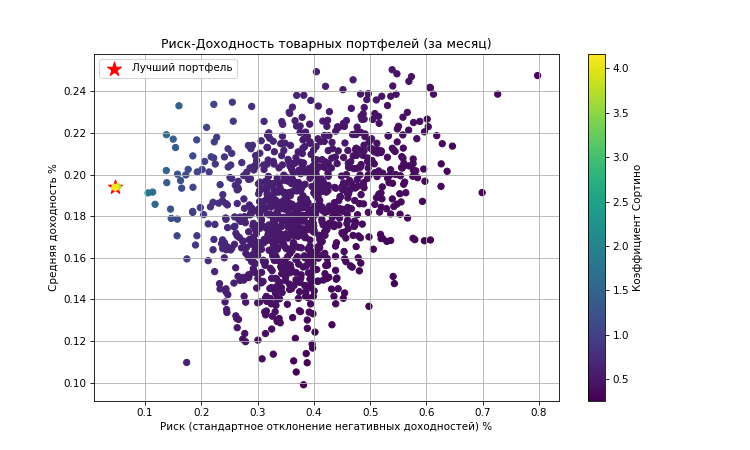 Риск-Доходность товарных портфелей (за месяц)
Лучший портфель
Средняя доходность %
0.24
0.22
0.20
0.18
0.16
0.14
0.12
0.10
0.1 0.2 0.3 0.4 0.5 0.6 0.7 0.8
Риск (стандартное отклонение негативных доходностей) %
4.0
3.5
3.0
2.5
2.0
1.5
1.0
0.5
Коэффициент Сортино